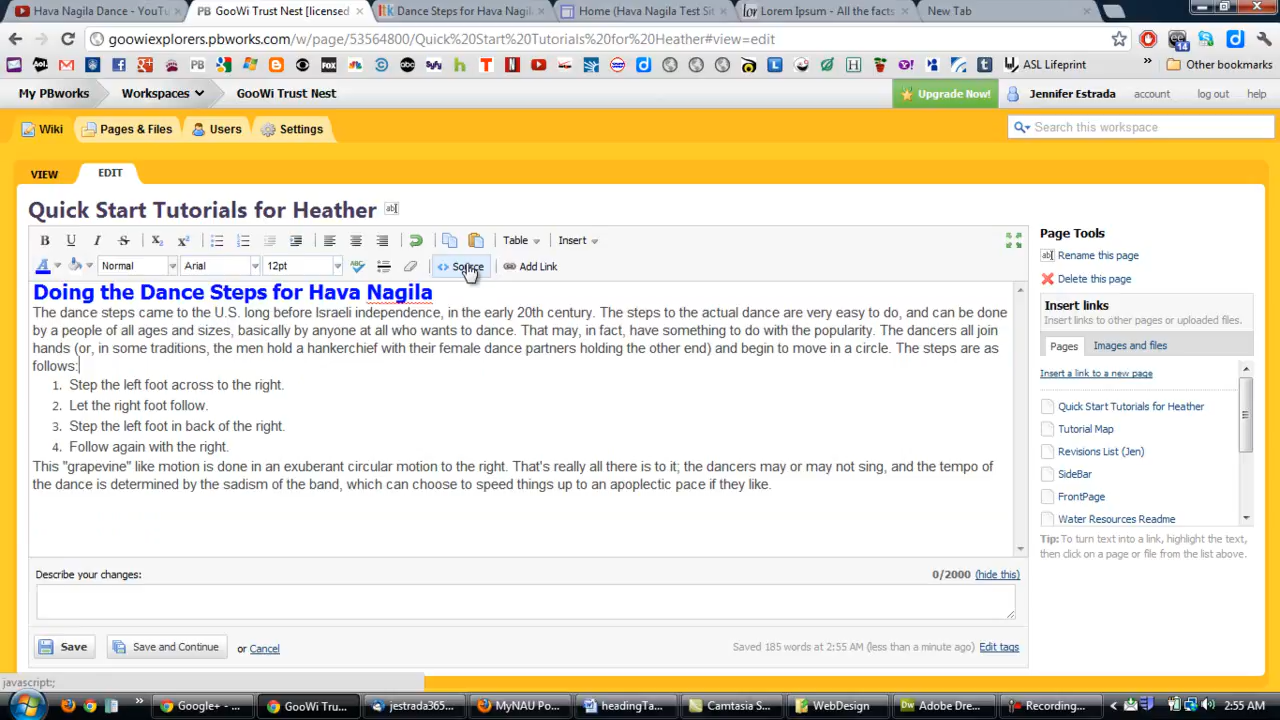 Hava Nagila Dance - YouTu
PB GooWi Trust Nest [licensed
Dance Steps for Hava Nagila
Home (Hava Nagila Test Sit
Lorem Ipsum - All the facts
New Tab
goowiexplorers.pbworks.com/w/page/53564800/Quick%20Start%20Tutorials%20for%20Heather#view=edit
ASL Lifeprint
Other bookmarks
My PBworks
Workspaces
GooWi Trust Nest
Upgrade Now!
Jennifer Estrada
account
log out
help
Wiki
Pages & Files
Users
Settings
Search this workspace
VIEW
EDIT
Quick Start Tutorials for Heather
Table
Insert
Normal
Arial
12pt
Source
Add Link
Doing the Dance Steps for Hava Nagila
The dance steps came to the U.S. long before Israeli independence, in the early 20th century. The steps to the actual dance are very easy to do, and can be done
by a people of all ages and sizes, basically by anyone at all who wants to dance. That may, in fact, have something to do with the popularity. The dancers all join
hands (or, in some traditions, the men hold a hankerchief with their female dance partners holding the other end) and begin to move in a circle. The steps are as
follows:
1. Step the left foot across to the right.
2. Let the right foot follow.
3. Step the left foot in back of the right.
4. Follow again with the right.
This "grapevine" like motion is done in an exuberant circular motion to the right. That's really all there is to it; the dancers may or may not sing, and the tempo of
the dance is determined by the sadism of the band, which can choose to speed things up to an apoplectic pace if they like.
Describe your changes:
0/2000 (hide this)
Save
Save and Continue
or Cancel
Saved 185 words at 2:55 AM (less than a minute ago)
Edit tags
Page Tools
Rename this page
Delete this page
Insert links
Insert links to other pages or uploaded files.
Pages
Images and files
Insert a link to a new page
Quick Start Tutorials for Heather
Tutorial Map
Revisions List (Jen)
SideBar
FrontPage
Water Resources Readme
Tip: To turn text into a link, highlight the text,
then click on a page or file from the list above.
javascript:;
Google+ - ...
GooWi Tru...
jestrada365...
MyNAU Po...
headingTa...
Camtasia S...
WebDesign
Adobe Dre...
Recording...
2:55 AM